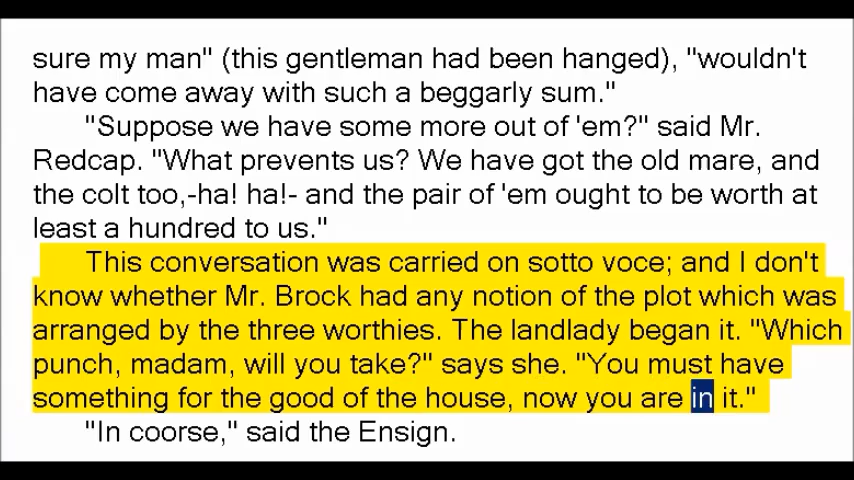 sure my man" (this gentleman had been hanged), "wouldn't
have come away with such a beggarly sum."
"Suppose we have some more out of 'em?" said Mr.
Redcap. "What prevents us? We have got the old mare, and
the colt too,-ha! ha!- and the pair of 'em ought to be worth at
least a hundred to us."
This conversation was carried on sotto voce; and I don't
know whether Mr. Brock had any notion of the plot which was
arranged by the three worthies. The landlady began it. "Which
punch, madam, will you take?" says she. "You must have
something for the good of the house, now you are in it."
"In coorse," said the Ensign.